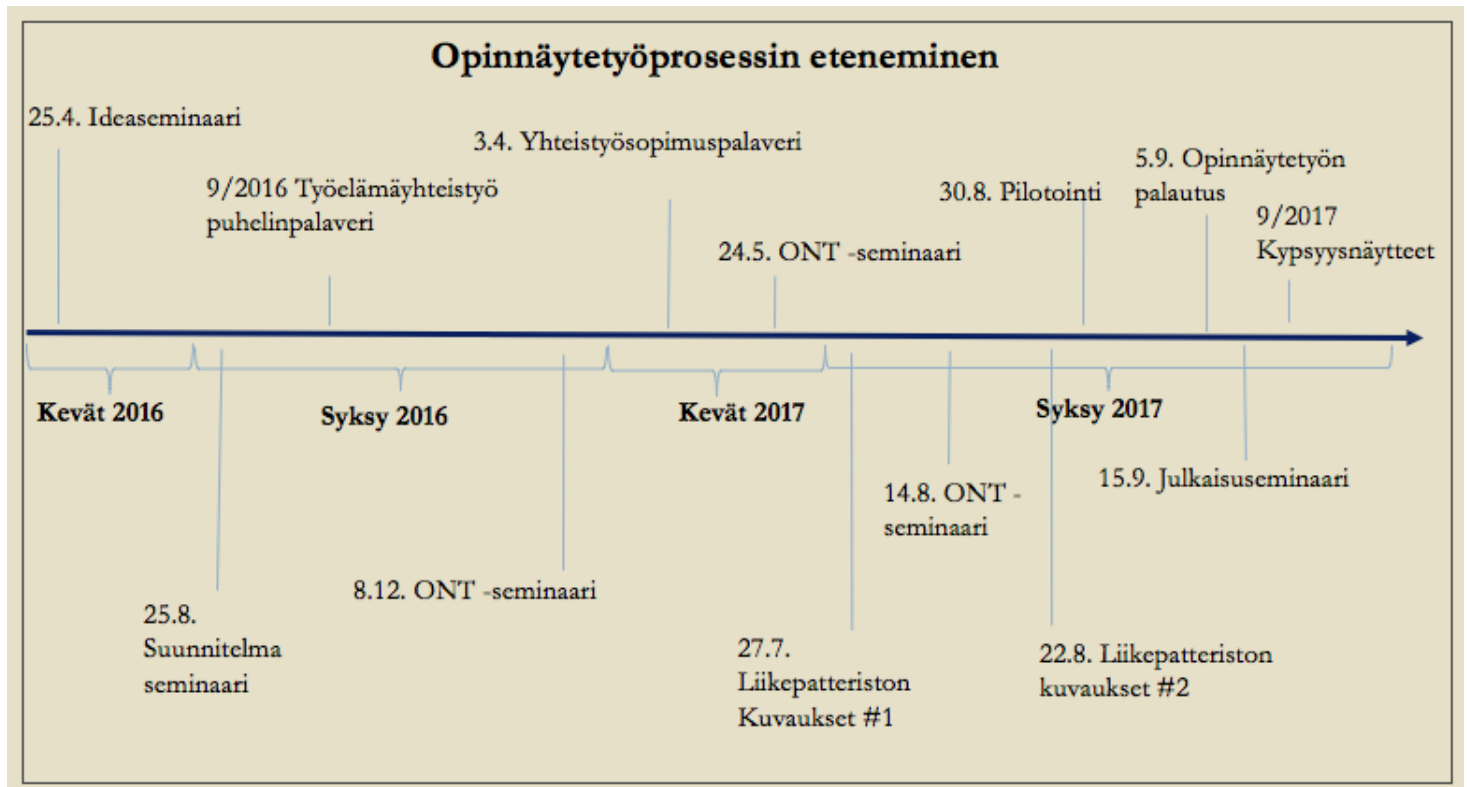 Opinnäytetyöprosessin eteneminen
25.4. Ideaseminaari
9/2016 Työelämäyhteistyö
puhelinpalaveri
3.4. Yhteistyösopimuspalaveri
24.5. ONT -seminaari
30.8. Pilotointi
5.9. Opinnäytetyön
palautus
9/2017
Kypsyysnäytteet
Kevät 2016
Syksy 2016
Kevät 2017
Syksy 2017
25.8.
Suunnitelma
seminaari
8.12. ONT -seminaari
27.7.
Liikepatteriston
Kuvaukset #1
14.8. ONT -
seminaari
22.8. Liikepatteriston
kuvaukset #2
15.9. Julkaisuseminaari